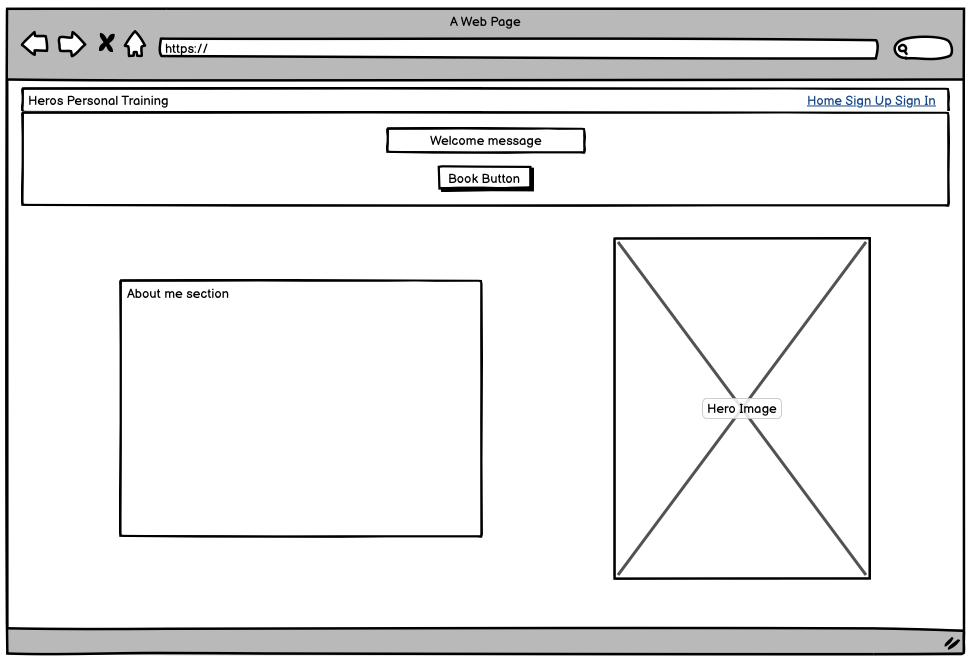 A Web Page
https://
Heros Personal Training
Home Sign Up Sign In
Welcome message
Book Button
About me section
Hero Image